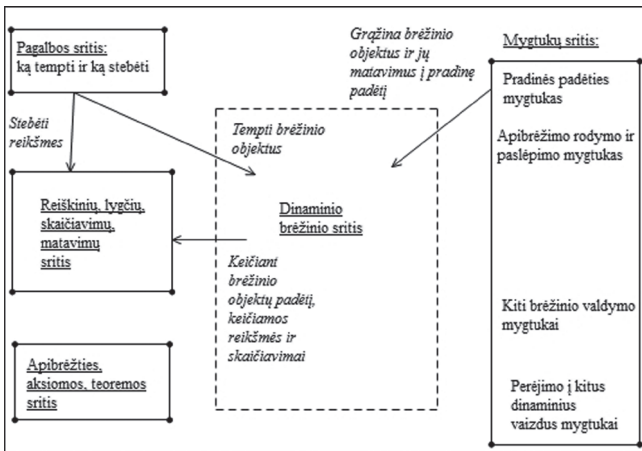 Pagalbos sritis:
ką tempti ir ką stebėti
Stebėti
reikšmes
Reiškinių, lygčių,
skaičiavimų,
matavimų
sritis
Apibrėžties,
aksiomos, teoremos
sritis
Grąžina brėžinio
objektus ir jų
matavimus į pradinę
padėtį
Tempti brėžinio
objektus
Dinaminio
brėžinio sritis
Keičiant
brėžinio
objektų padėtį,
keičiamos
reikšmės ir
skaičiavimai
Mygtukų sritis:
Pradinės padėties
mygtukas
Apibrėžimo rodymo ir
paslėpimo mygtukas
Kiti brėžinio valdymo
mygtukai
Perėjimo į kitus
dinaminius
vaizdus mygtukai